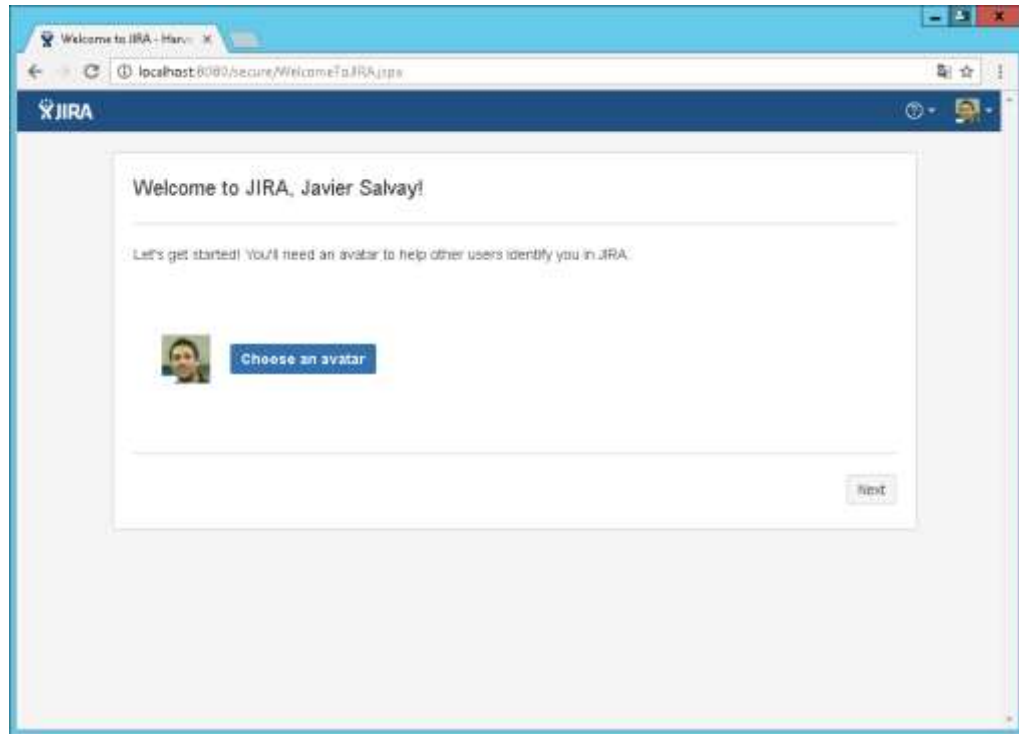 Welcome to JIRA - Harv
localhost:8080/secure/WelcomeToJIRA.jspa
JIRA
Welcome to JIRA, Javier Salvay!
Let's get started! You'll need an avatar to help other users identify you in JIRA.
Choose an avatar
Next